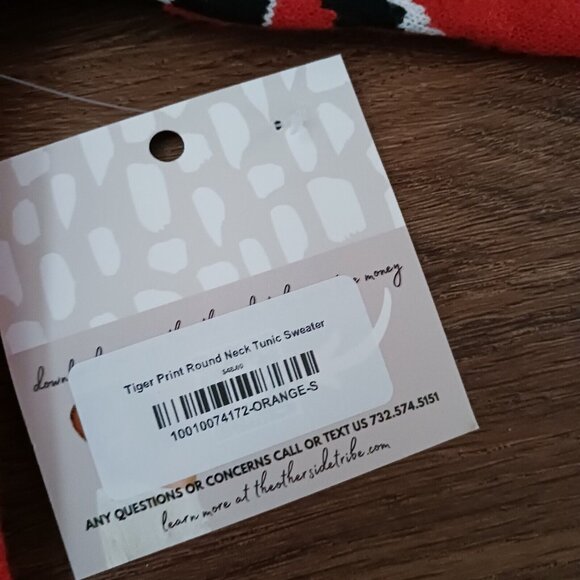 money
Tiger Print Round Neck Tunic Sweater
10010074172-ORANGE-S
ANY QUESTIONS OR CONCERNS CALL OR TEXT US 732.574.5151
learn more at theothersidetribe.com